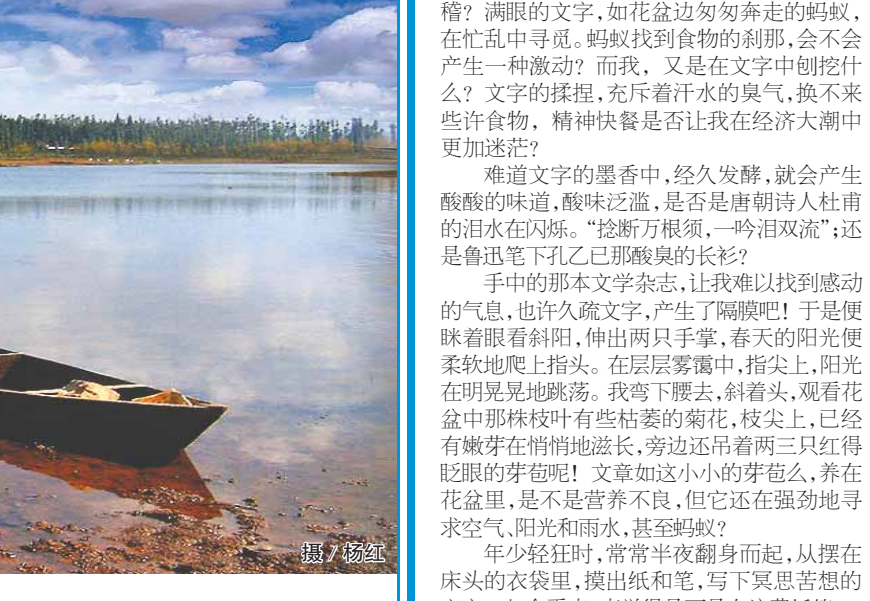 稽？满眼的文字，如花盆边匆匆奔走的蚂蚁，
在忙乱中寻觅。蚂蚁找到食物的刹那，会不会
产生一种激动？而我，又是在文字中刨挖什
么？文字的揉捏，充斥着汗水的臭气，换不来
些许食物，精神快餐是否让我在经济大潮中
更加迷茫？
难道文字的墨香中，经久发酵，就会产生
酸酸的味道，酸味泛滥，是否是唐朝诗人杜甫
的泪水在闪烁。“捻断万根须，一吟泪双流”；还
是鲁迅笔下孔乙己那酸臭的长衫？
手中的那本文学杂志，让我难以找到感动
的气息，也许久疏文字，产生了隔膜吧！于是便
眯着眼看斜阳，伸出两只手掌，春天的阳光便
柔软地爬上指头。在层层雾霭中，指尖上，阳光
在明晃晃地跳荡。我弯下腰去，斜着头，观看花
盆中那株枝叶有些枯萎的菊花，枝尖上，已经
有嫩芽在悄悄地滋长，旁边还吊着两三只红得
眨眼的芽苞呢！文章如这小小的芽苞么，养在
花盆里，是不是营养不良，但它还在强劲地寻
求空气、阳光和雨水，甚至蚂蚁？
年少轻狂时，常常半夜翻身而起，从摆在
床头的衣袋里，摸出纸和笔，写下冥思苦想的
摄／杨红